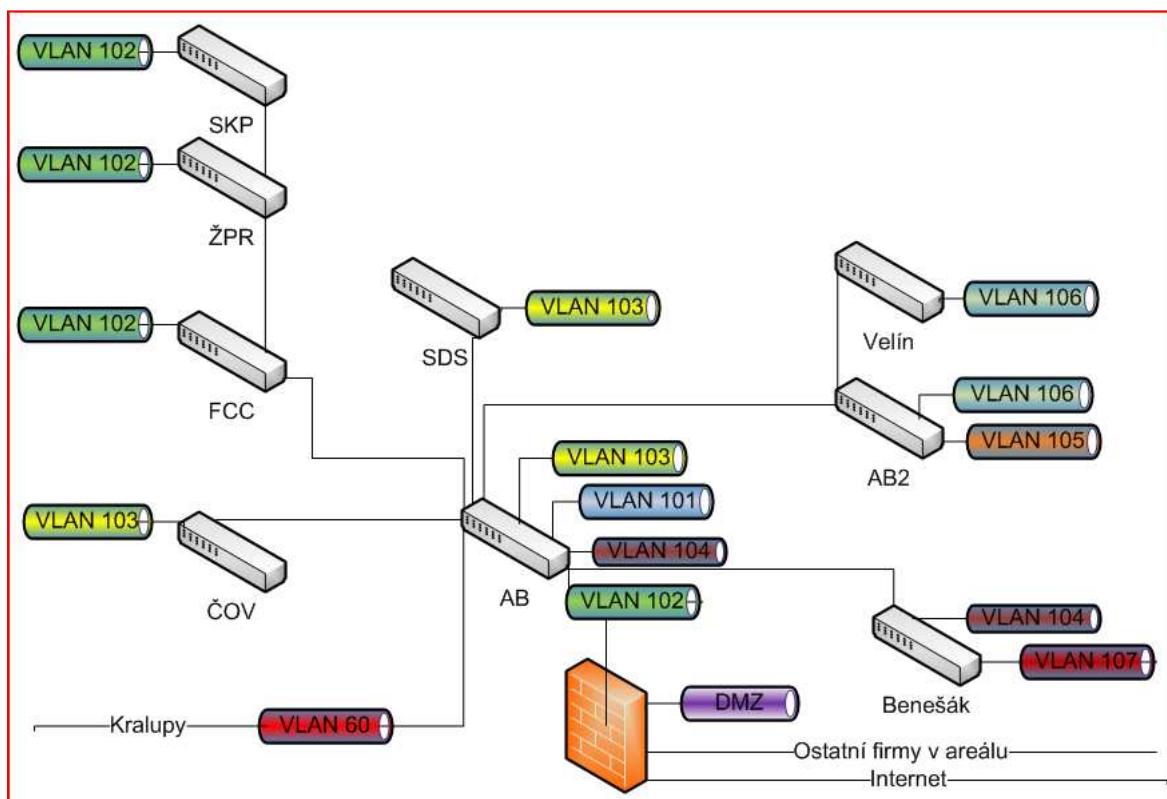 VLAN 102
SKP
VLAN 102
ŽPR
VLAN 102
FCC
VLAN 103
SDS
VLAN 106
Velín
VLAN 106
VLAN 105
AB2
VLAN 103
VLAN 101
VLAN 104
VLAN 102
AB
VLAN 103
ČOV
VLAN 104
VLAN 107
Benešák
Kralupy
VLAN 60
DMZ
Ostatní firmy v areálu
Internet